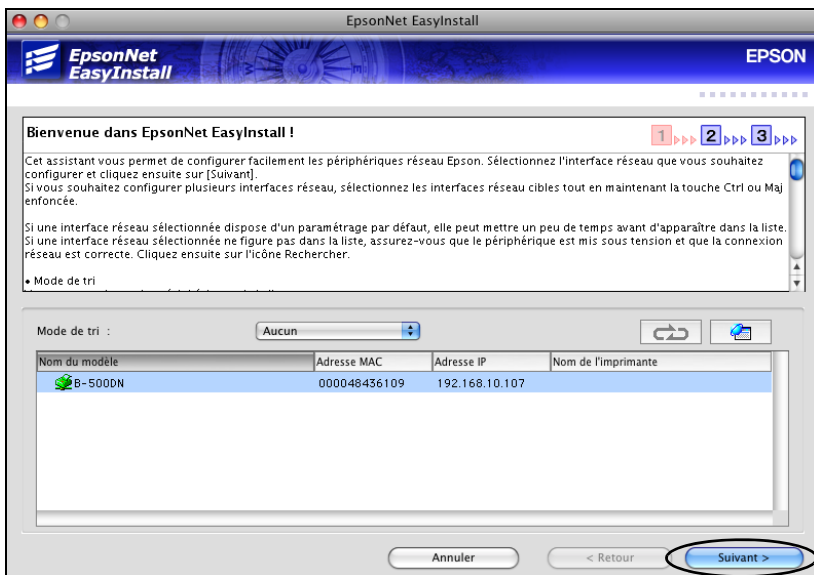 EpsonNet EasyInstall
EpsonNet
EasyInstall
EPSON
Bienvenue dans EpsonNet EasyInstall !
1 2 3
Cet assistant vous permet de configurer facilement les périphériques réseau Epson. Sélectionnez l'interface réseau que vous souhaitez
configurer et cliquez ensuite sur [Suivant].
Si vous souhaitez configurer plusieurs interfaces réseau, sélectionnez les interfaces réseau cibles tout en maintenant la touche Ctrl ou Maj
enfoncée.
Si une interface réseau sélectionnée dispose d'un paramétrage par défaut, elle peut mettre un peu de temps avant d'apparaître dans la liste.
Si une interface réseau sélectionnée ne figure pas dans la liste, assurez-vous que le périphérique est mis sous tension et que la connexion
réseau est correcte. Cliquez ensuite sur l'icône Rechercher.
• Mode de tri
Mode de tri : Aucun
Nom du modèle Adresse MAC Adresse IP Nom de l'imprimante
B-500DN 000048436109 192.168.10.107
Annuler < Retour Suivant >